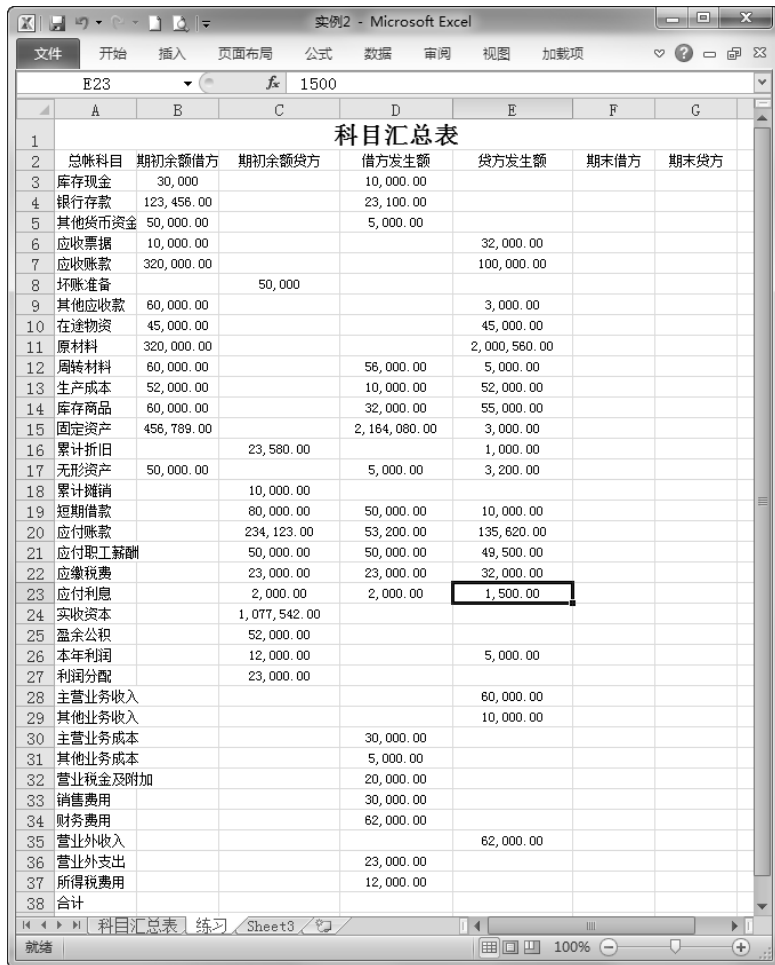 实例2 - Microsoft Excel
文件 开始 插入 页面布局 公式 数据 审阅 视图 加载项
E23 fx 1500
A B C D E F G
1 科目汇总表
2 总帐科目 期初余额借方 期初余额贷方 借方发生额 贷方发生额 期末借方 期末贷方
3 库存现金 30,000 10,000.00
4 银行存款 123,456.00 23,100.00
5 其他货币资金 50,000.00 5,000.00
6 应收票据 10,000.00 32,000.00
7 应收账款 320,000.00 100,000.00
8 坏账准备 50,000
9 其他应收款 60,000.00 3,000.00
10 在途物资 45,000.00 45,000.00
11 原材料 320,000.00 2,000,560.00
12 周转材料 60,000.00 56,000.00 5,000.00
13 生产成本 52,000.00 10,000.00 52,000.00
14 库存商品 60,000.00 32,000.00 55,000.00
15 固定资产 456,789.00 2,164,080.00 3,000.00
16 累计折旧 23,580.00 1,000.00
17 无形资产 50,000.00 5,000.00 3,200.00
18 累计摊销 10,000.00
19 短期借款 80,000.00 50,000.00 10,000.00
20 应付账款 234,123.00 53,200.00 135,620.00
21 应付职工薪酬 50,000.00 50,000.00 49,500.00
22 应缴税费 23,000.00 23,000.00 32,000.00
23 应付利息 2,000.00 2,000.00 1,500.00
24 实收资本 1,077,542.00
25 盈余公积 52,000.00
26 本年利润 12,000.00 5,000.00
27 利润分配 23,000.00
28 主营业务收入 60,000.00
29 其他业务收入 10,000.00
30 主营业务成本 30,000.00
31 其他业务成本 5,000.00
32 营业税金及附加 20,000.00
33 销售费用 30,000.00
34 财务费用 62,000.00
35 营业外收入 62,000.00
36 营业外支出 23,000.00
37 所得税费用 12,000.00
38 合计
科目汇总表 练习 Sheet3
就绪 100%